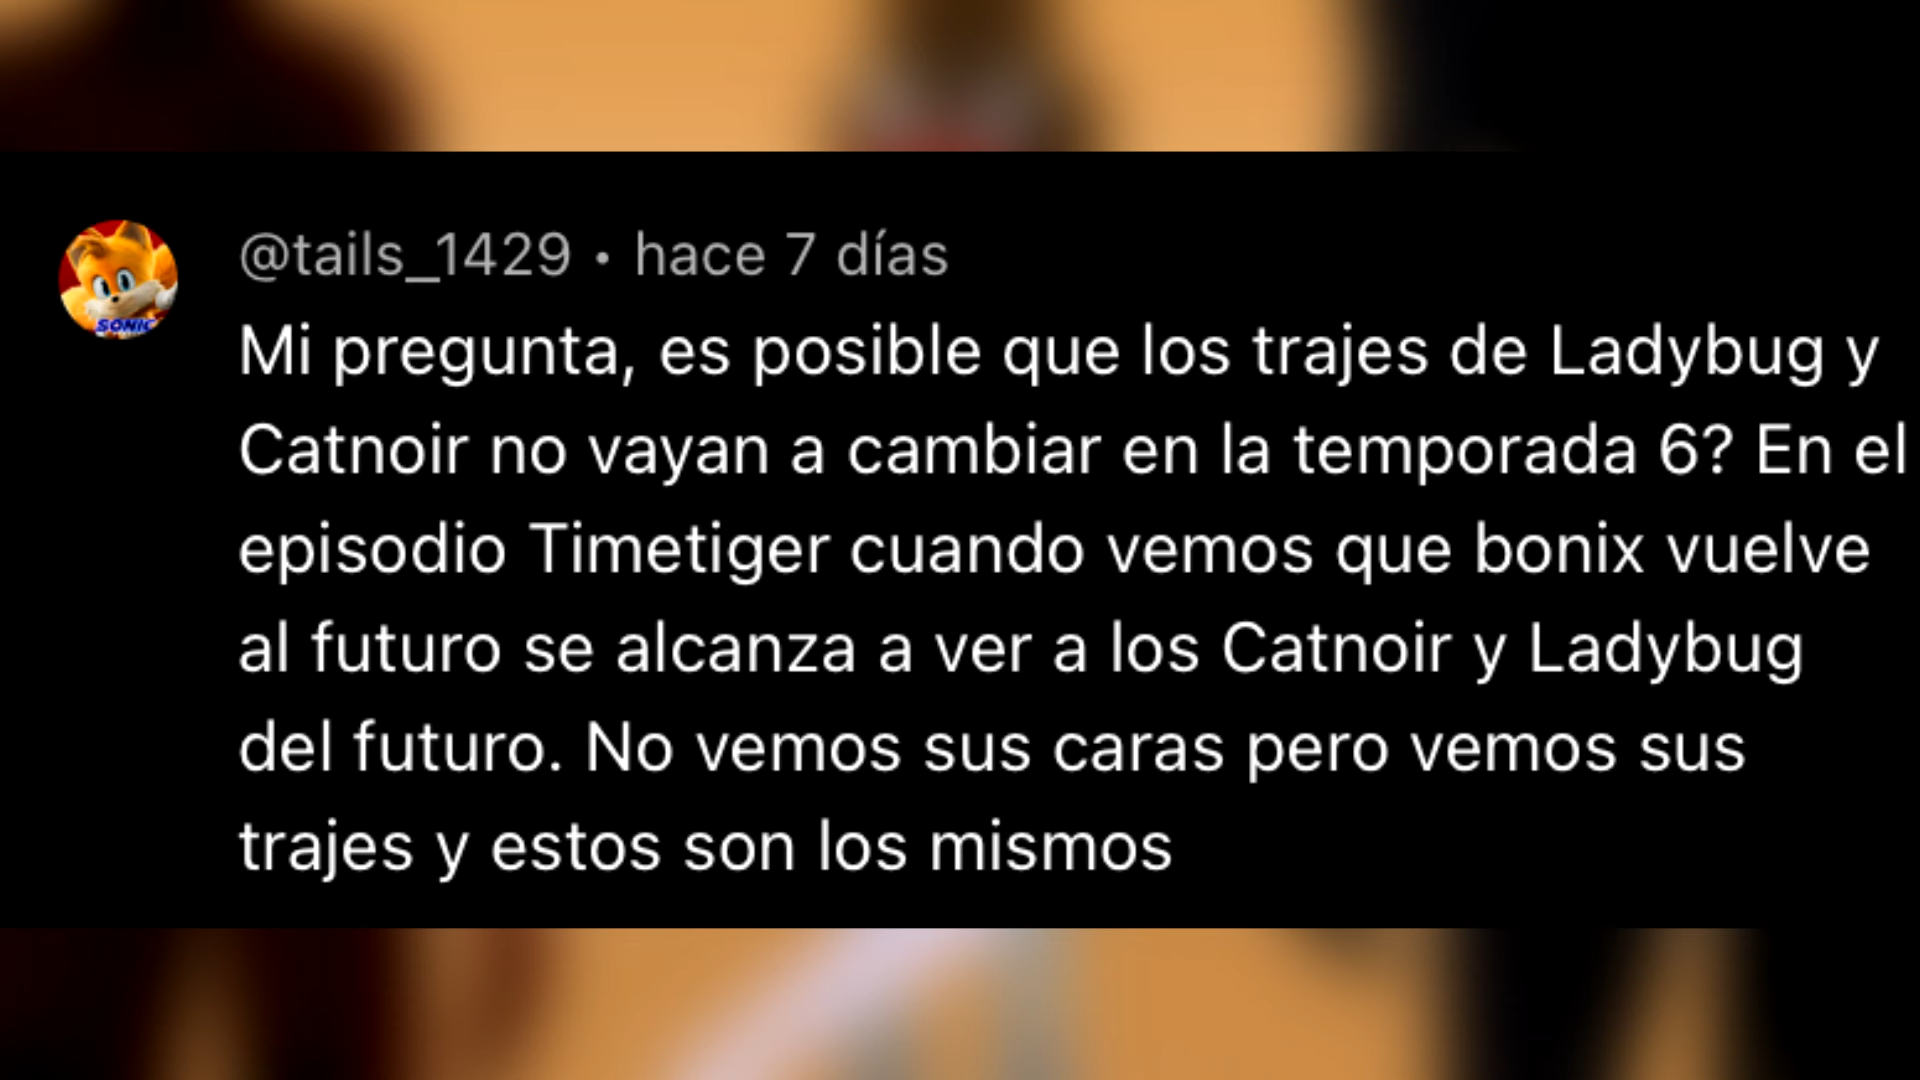 @tails_1429 • hace 7 días
Mi pregunta, es posible que los trajes de Ladybug y
Catnoir no vayan a cambiar en la temporada 6? En el
episodio Timetiger cuando vemos que bonix vuelve
al futuro se alcanza a ver a los Catnoir y Ladybug
del futuro. No vemos sus caras pero vemos sus
trajes y estos son los mismos
SONIC